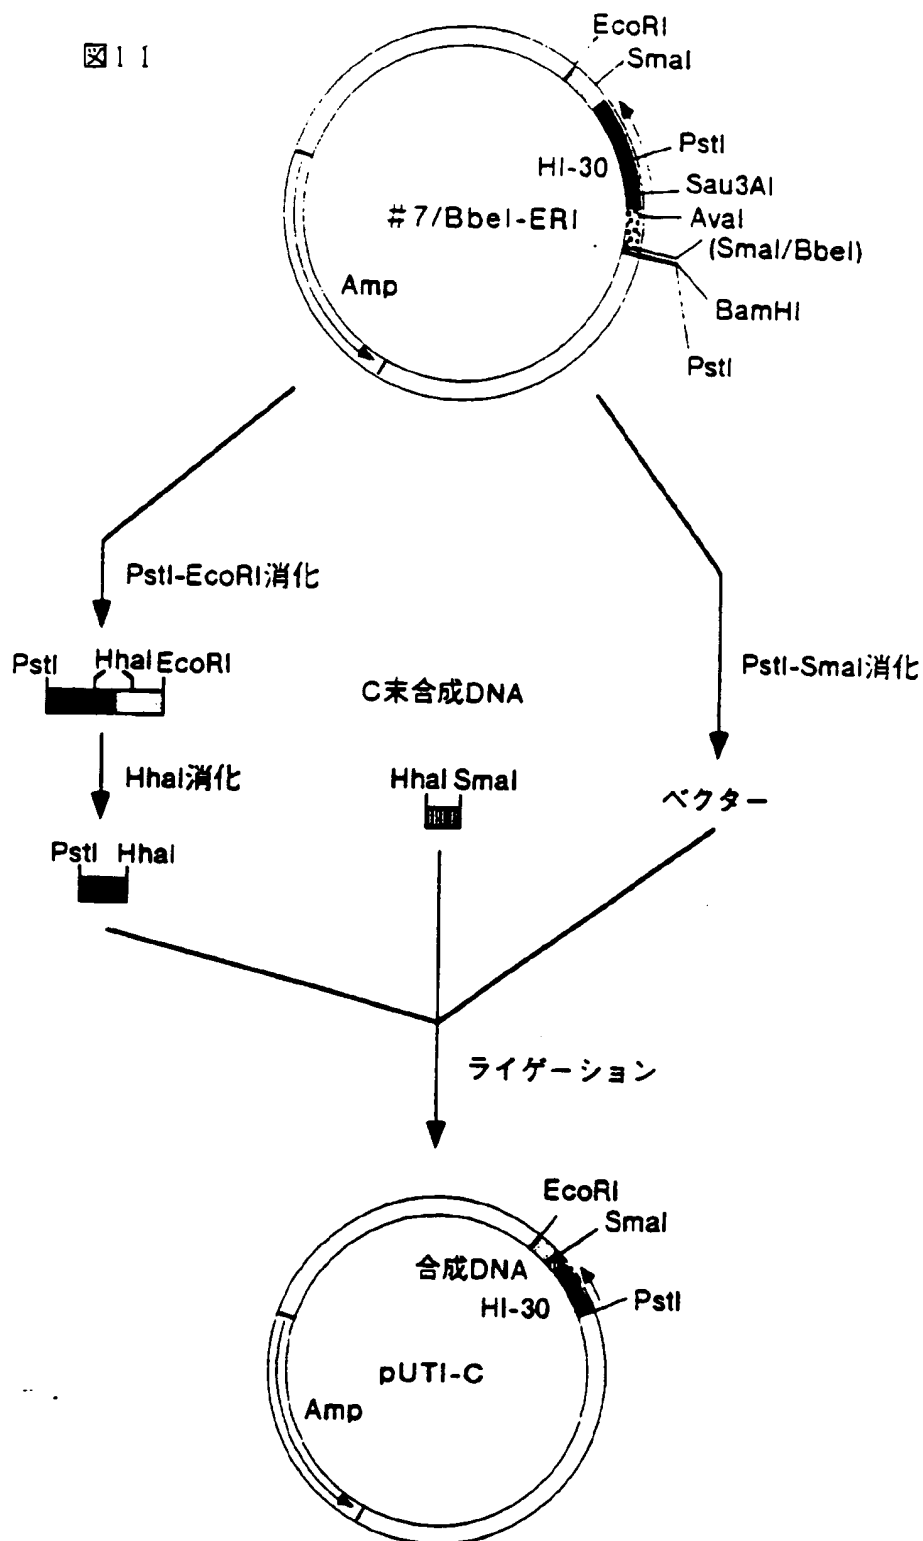 図11
EcoRI
SmaI
PstI
HI-30
Sau3AI
AvaI
#7/BbeI-ERI
(SmaI/BbeI)
Amp
BamHI
PstI
PstI-EcoRI消化
PstI HhaI EcoRI
C末合成DNA
PstI-SmaI消化
HhaI消化
HhaI SmaI
ベクター
PstI HhaI
ライゲーション
EcoRI
SmaI
合成DNA
HI-30
PstI
pUTI-C
Amp